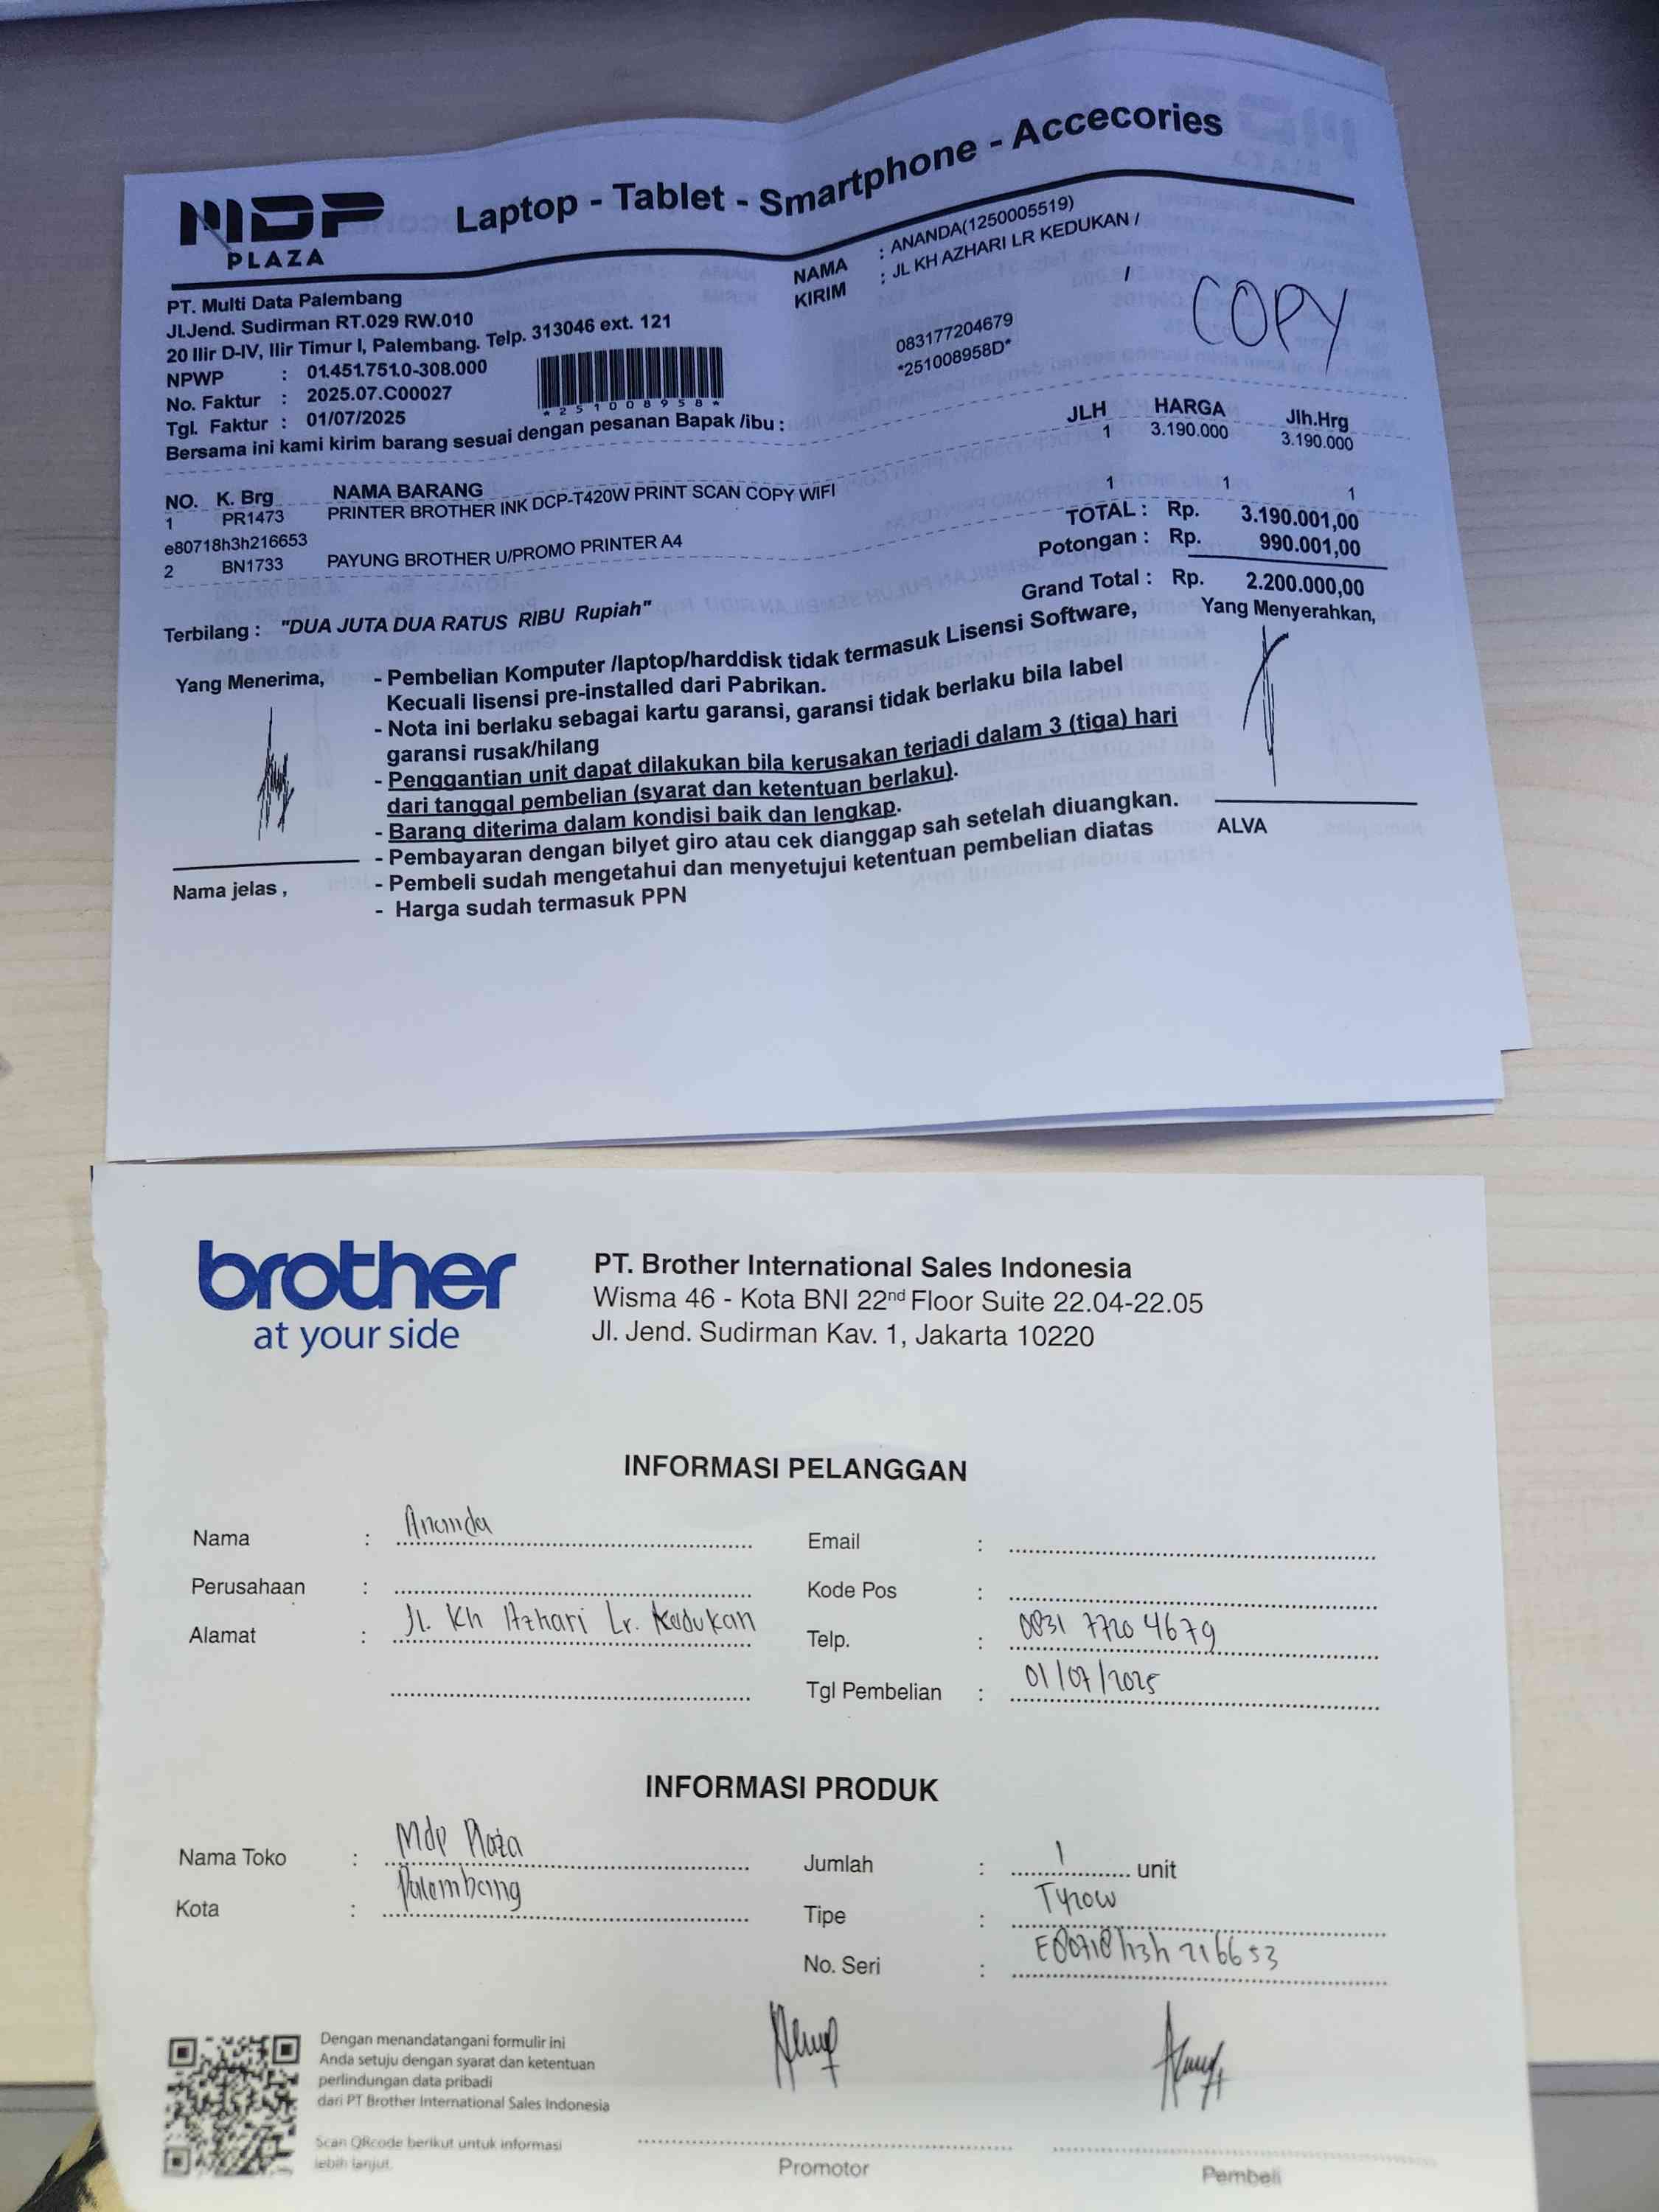 MDP
PLAZA
Laptop - Tablet - Smartphone - Accecories
PT. Multi Data Palembang
Jl.Jend. Sudirman RT.029 RW.010
20 Ilir D-IV, Ilir Timur I, Palembang. Telp. 313046 ext. 121
NPWP : 01.451.751.0-308.000
No. Faktur : 2025.07.C00027
Tgl. Faktur : 01/07/2025
*251008958*
NAMA : ANANDA(1250005519)
KIRIM : JL KH AZHARI LR KEDUKAN /
/
083177204679
*251008958D*
COPY
Bersama ini kami kirim barang sesuai dengan pesanan Bapak /ibu :
NO. K. Brg NAMA BARANG JLH HARGA Jlh.Hrg
1 PR1473 PRINTER BROTHER INK DCP-T420W PRINT SCAN COPY WIFI 1 3.190.000 3.190.000
e80718h3h216653
2 BN1733 PAYUNG BROTHER U/PROMO PRINTER A4 1 1 1
TOTAL : Rp. 3.190.001,00
Potongan : Rp. 990.001,00
Grand Total : Rp. 2.200.000,00
Terbilang : "DUA JUTA DUA RATUS RIBU Rupiah"
Yang Menerima,
Yang Menyerahkan,
- Pembelian Komputer /laptop/harddisk tidak termasuk Lisensi Software,
Kecuali lisensi pre-installed dari Pabrikan.
- Nota ini berlaku sebagai kartu garansi, garansi tidak berlaku bila label
garansi rusak/hilang
- Penggantian unit dapat dilakukan bila kerusakan terjadi dalam 3 (tiga) hari
dari tanggal pembelian (syarat dan ketentuan berlaku).
- Barang diterima dalam kondisi baik dan lengkap.
- Pembayaran dengan bilyet giro atau cek dianggap sah setelah diuangkan.
- Pembeli sudah mengetahui dan menyetujui ketentuan pembelian diatas
- Harga sudah termasuk PPN
Nama jelas ,
ALVA
brother
at your side
PT. Brother International Sales Indonesia
Wisma 46 - Kota BNI 22nd Floor Suite 22.04-22.05
Jl. Jend. Sudirman Kav. 1, Jakarta 10220
INFORMASI PELANGGAN
Nama : Ananda
Perusahaan :
Alamat : Jl. Kh Azhari Lr. Kedukan
Email :
Kode Pos :
Telp. : 0831 7720 4679
Tgl Pembelian : 01/07/2025
INFORMASI PRODUK
Nama Toko : Mdp Plaza
Kota : Palembang
Jumlah : 1 unit
Tipe : T420W
No. Seri : E80718h3h216653
Dengan menandatangani formulir ini
Anda setuju dengan syarat dan ketentuan
perlindungan data pribadi
dari PT Brother International Sales Indonesia
Scan QRcode berikut untuk informasi
lebih lanjut.
Promotor
Pembeli